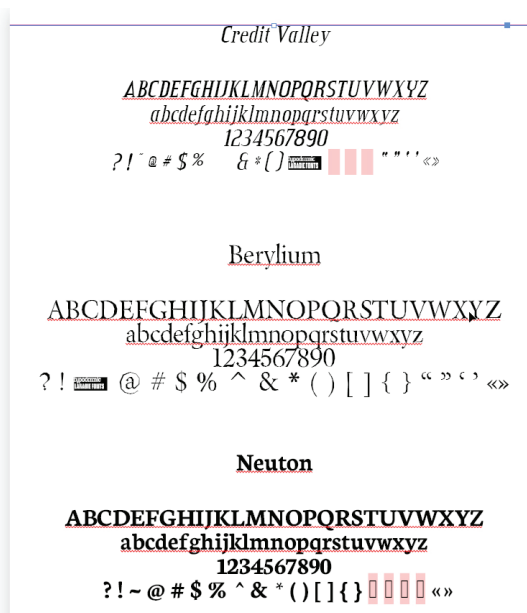 Credit Valley
ABCDEFGHIJKLMNOPQRSTUVWXYZ
abcdefghijklmnopqrstuvwxyz
1234567890
?!~@#$% &*() ""''«»
Berylium
ABCDEFGHIJKLMNOPQRSTUVWXYZ
abcdefghijklmnopqrstuvwxyz
1234567890
?! @ # $ % ^ & * ( ) [ ] { } “ ” ‘ ’ «»
Neuton
ABCDEFGHIJKLMNOPQRSTUVWXYZ
abcdefghijklmnopqrstuvwxyz
1234567890
?!~@#$%^&*()[]{} «»